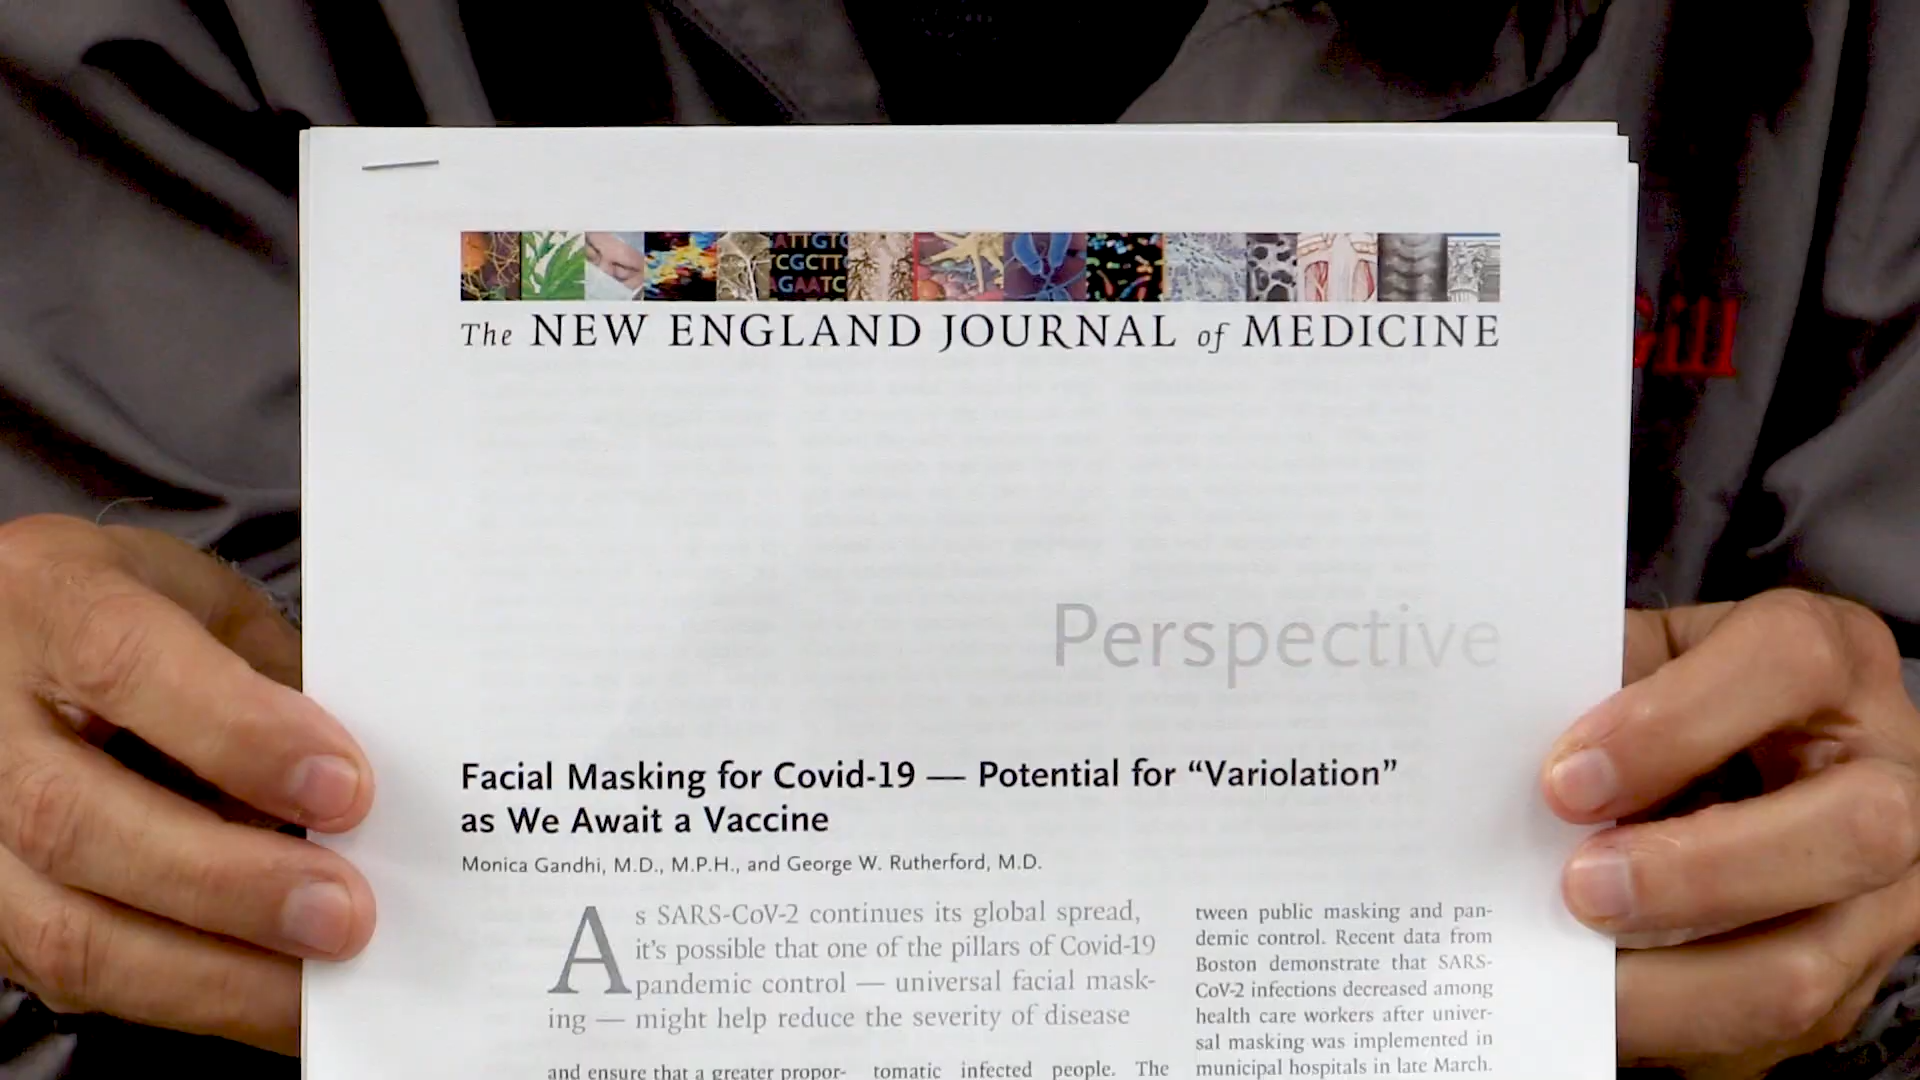 ATTGTC
TCGCTT
AGAATC
The NEW ENGLAND JOURNAL of MEDICINE
Gill
Perspective
Facial Masking for Covid-19 — Potential for “Variolation”
as We Await a Vaccine
Monica Gandhi, M.D., M.P.H., and George W. Rutherford, M.D.
As SARS-CoV-2 continues its global spread,
it’s possible that one of the pillars of Covid-19
pandemic control — universal facial mask-
ing — might help reduce the severity of disease
and ensure that a greater propor-
tomatic infected people. The
tween public masking and pan-
demic control. Recent data from
Boston demonstrate that SARS-
CoV-2 infections decreased among
health care workers after univer-
sal masking was implemented in
municipal hospitals in late March.